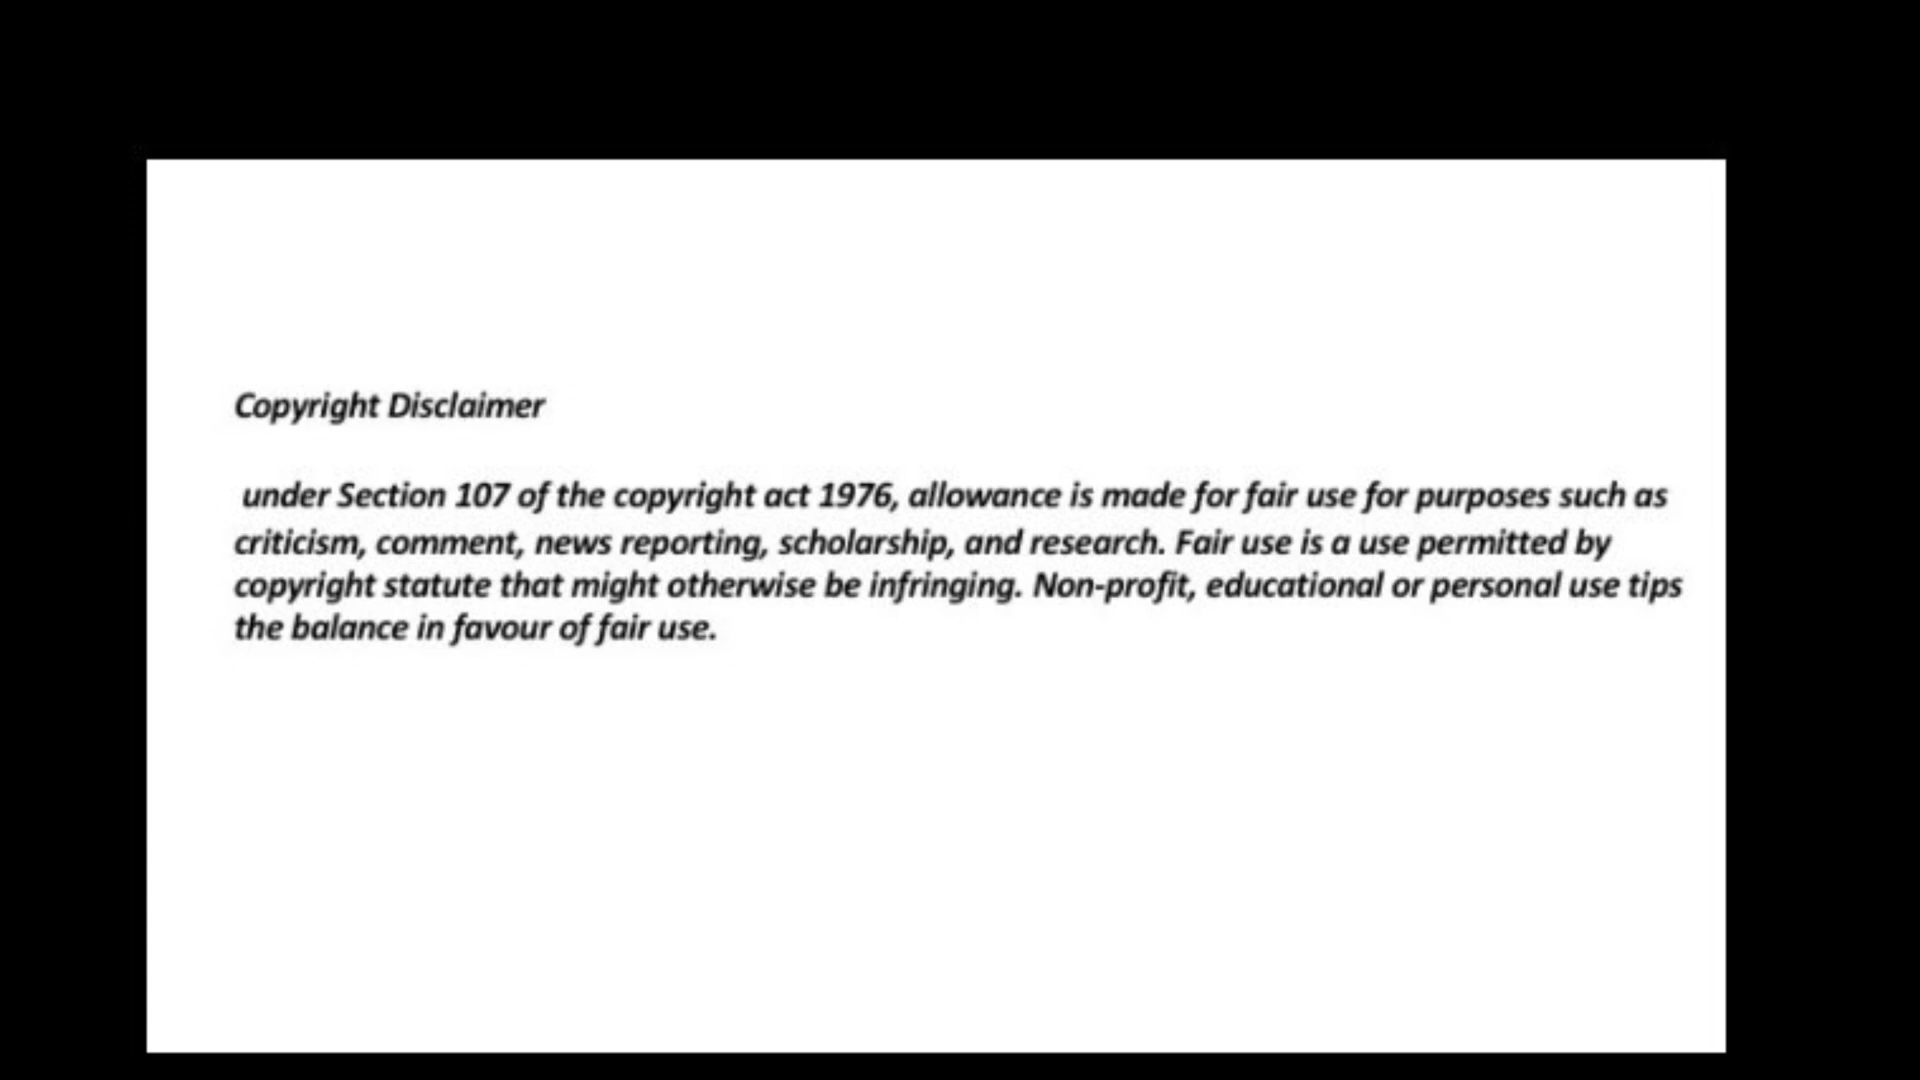 Copyright Disclaimer
under Section 107 of the copyright act 1976, allowance is made for fair use for purposes such as
criticism, comment, news reporting, scholarship, and research. Fair use is a use permitted by
copyright statute that might otherwise be infringing. Non-profit, educational or personal use tips
the balance in favour of fair use.